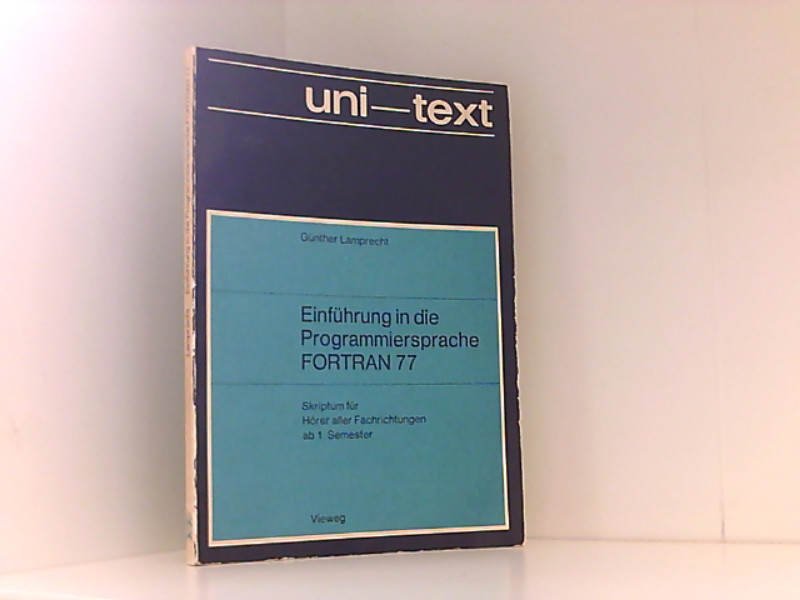 uni—text
Günther Lamprecht
Einführung in die
Programmiersprache
FORTRAN 77
Skriptum für
Hörer aller Fachrichtungen
ab 1. Semester
Vieweg